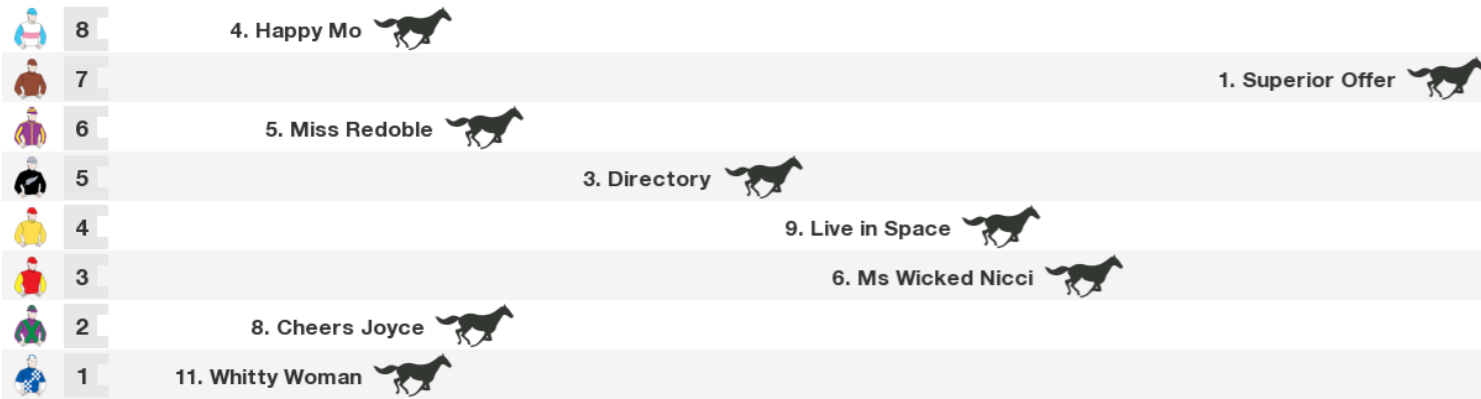 8 4. Happy Mo
7 1. Superior Offer
6 5. Miss Redoble
5 3. Directory
4 9. Live in Space
3 6. Ms Wicked Nicci
2 8. Cheers Joyce
1 11. Whitty Woman